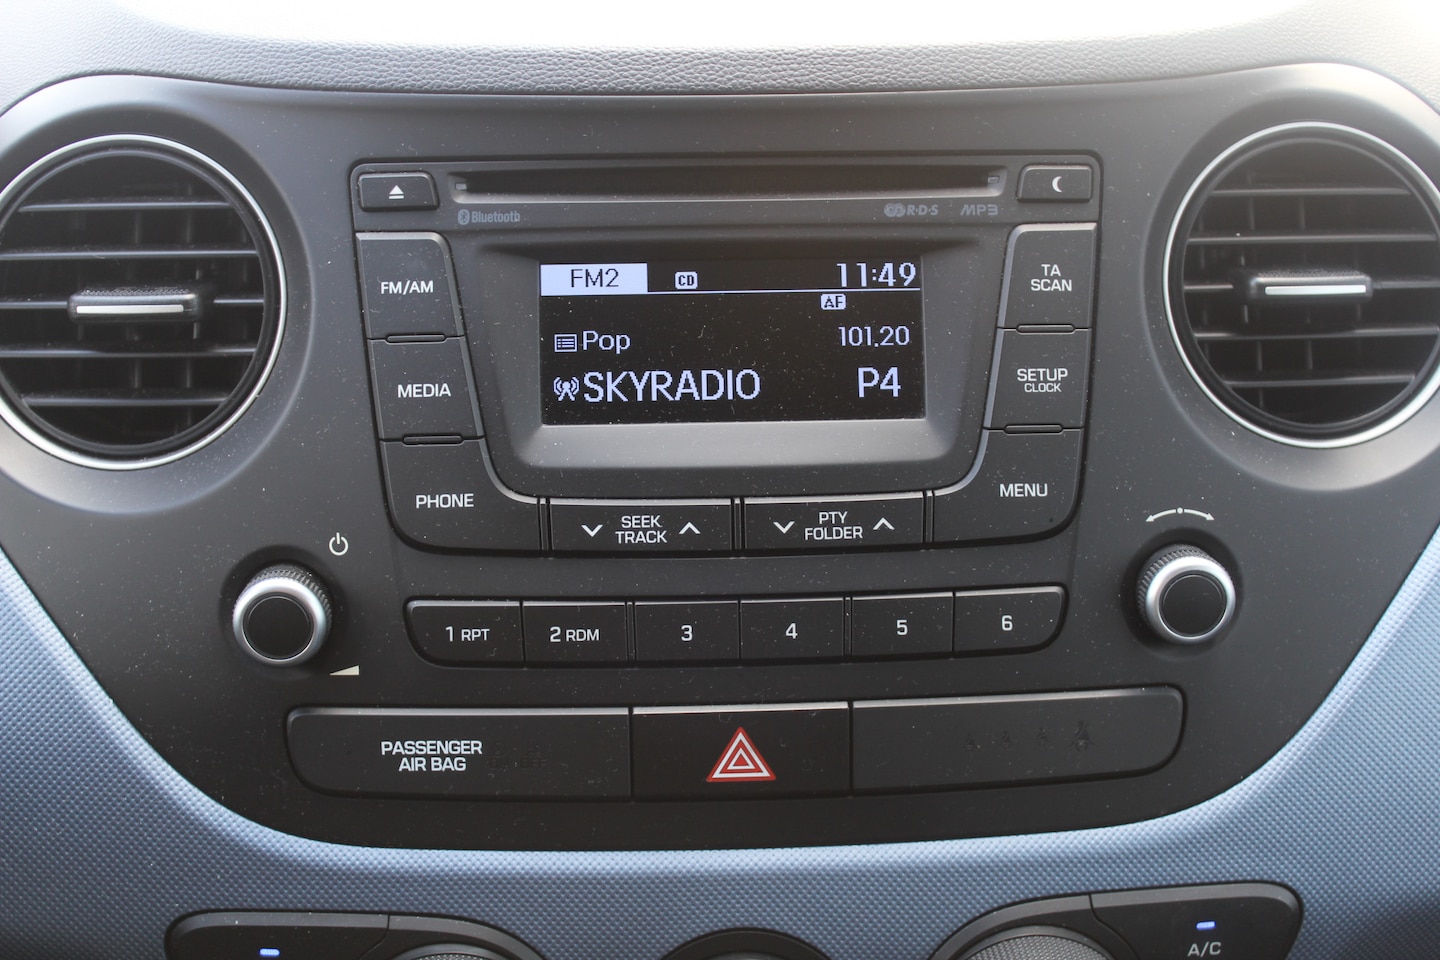 Bluetooth
R·D·S MP3
FM/AM
MEDIA
PHONE
FM2 CD 11:49
AF
Pop 101.20
SKYRADIO P4
TA
SCAN
SETUP
CLOCK
MENU
SEEK
TRACK
PTY
FOLDER
1 RPT
2 RDM
3
4
5
6
PASSENGER
AIR BAG
A/C